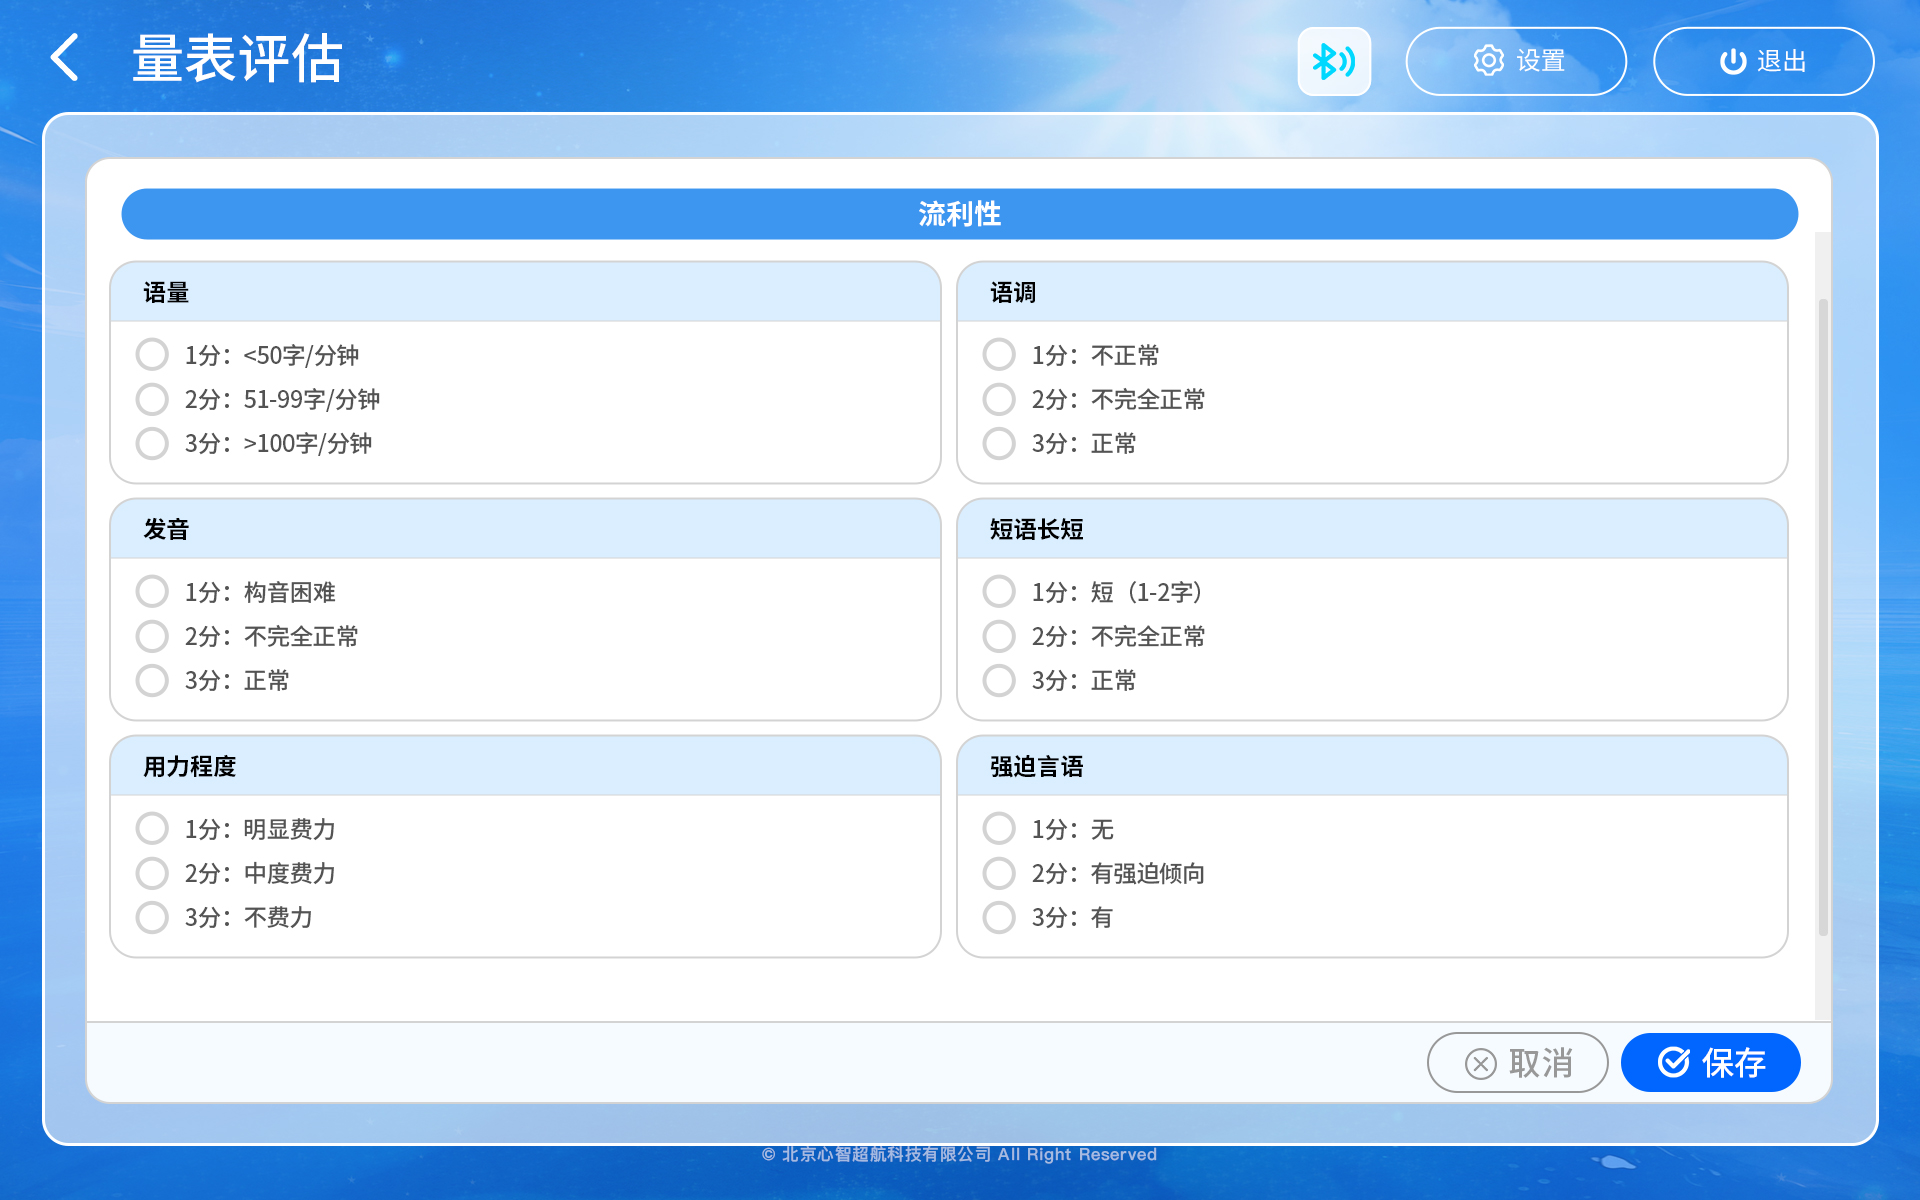 量表评估
设置
退出
流利性
语量
1分：<50字/分钟
2分：51-99字/分钟
3分：>100字/分钟
语调
1分：不正常
2分：不完全正常
3分：正常
发音
1分：构音困难
2分：不完全正常
3分：正常
短语长短
1分：短（1-2字）
2分：不完全正常
3分：正常
用力程度
1分：明显费力
2分：中度费力
3分：不费力
强迫言语
1分：无
2分：有强迫倾向
3分：有
取消
保存
© 北京心智超航科技有限公司 All Right Reserved